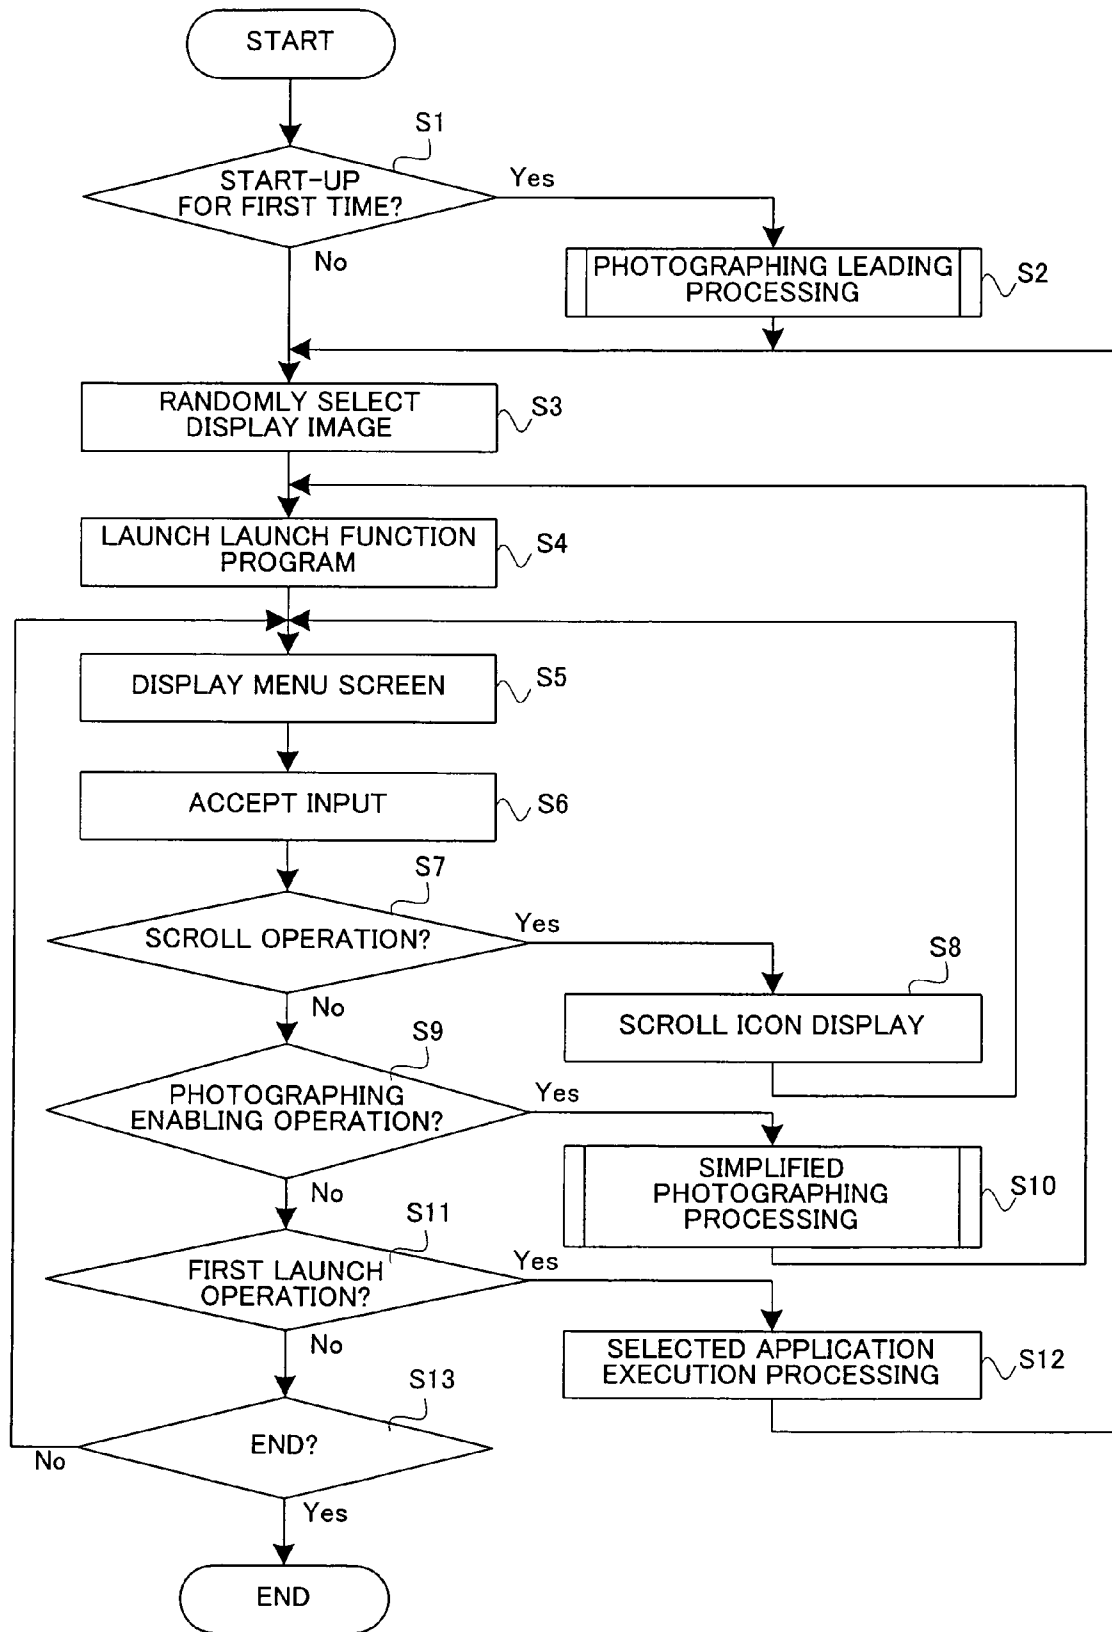 START
S1
START-UP
FOR FIRST TIME?
Yes
No
PHOTOGRAPHING LEADING
PROCESSING
S2
RANDOMLY SELECT
DISPLAY IMAGE
S3
LAUNCH LAUNCH FUNCTION
PROGRAM
S4
DISPLAY MENU SCREEN
S5
ACCEPT INPUT
S6
S7
SCROLL OPERATION?
Yes
No
S8
SCROLL ICON DISPLAY
S9
PHOTOGRAPHING
ENABLING OPERATION?
Yes
No
SIMPLIFIED
PHOTOGRAPHING
PROCESSING
S10
S11
FIRST LAUNCH
OPERATION?
Yes
No
SELECTED APPLICATION
EXECUTION PROCESSING
S12
S13
END?
No
Yes
END